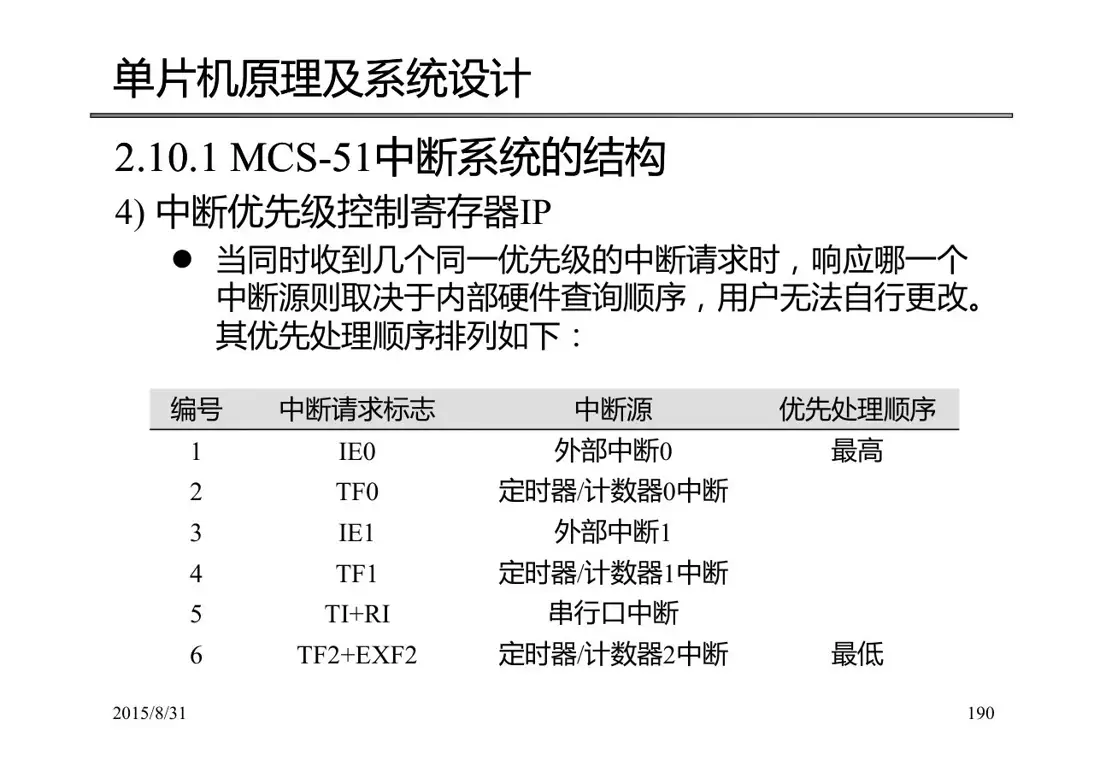 单片机原理及系统设计
2.10.1 MCS-51中断系统的结构
4) 中断优先级控制寄存器IP
● 当同时收到几个同一优先级的中断请求时，响应哪一个
中断源则取决于内部硬件查询顺序，用户无法自行更改。
其优先处理顺序排列如下：
编号 中断请求标志 中断源 优先处理顺序
1 IE0 外部中断0 最高
2 TF0 定时器/计数器0中断
3 IE1 外部中断1
4 TF1 定时器/计数器1中断
5 TI+RI 串行口中断
6 TF2+EXF2 定时器/计数器2中断 最低
2015/8/31 190